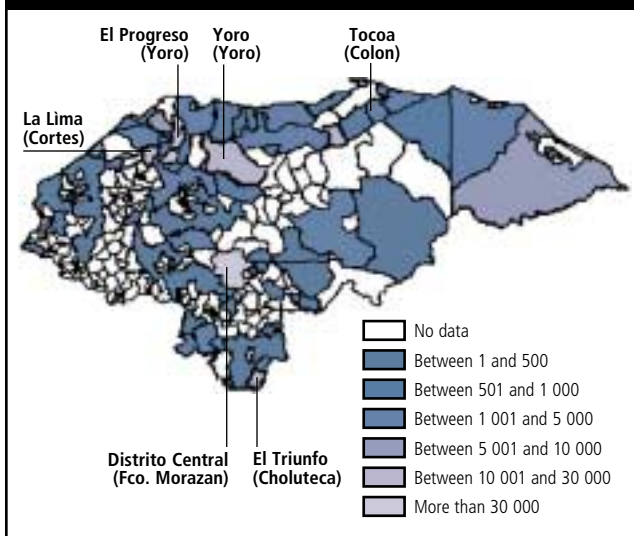 El Progreso
(Yoro)
Yoro
(Yoro)
Tocoa
(Colon)
La Lìma
(Cortes)
No data
Between 1 and 500
Between 501 and 1 000
Between 1 001 and 5 000
Between 5 001 and 10 000
Between 10 001 and 30 000
More than 30 000
Distrito Central
(Fco. Morazan)
El Triunfo
(Choluteca)